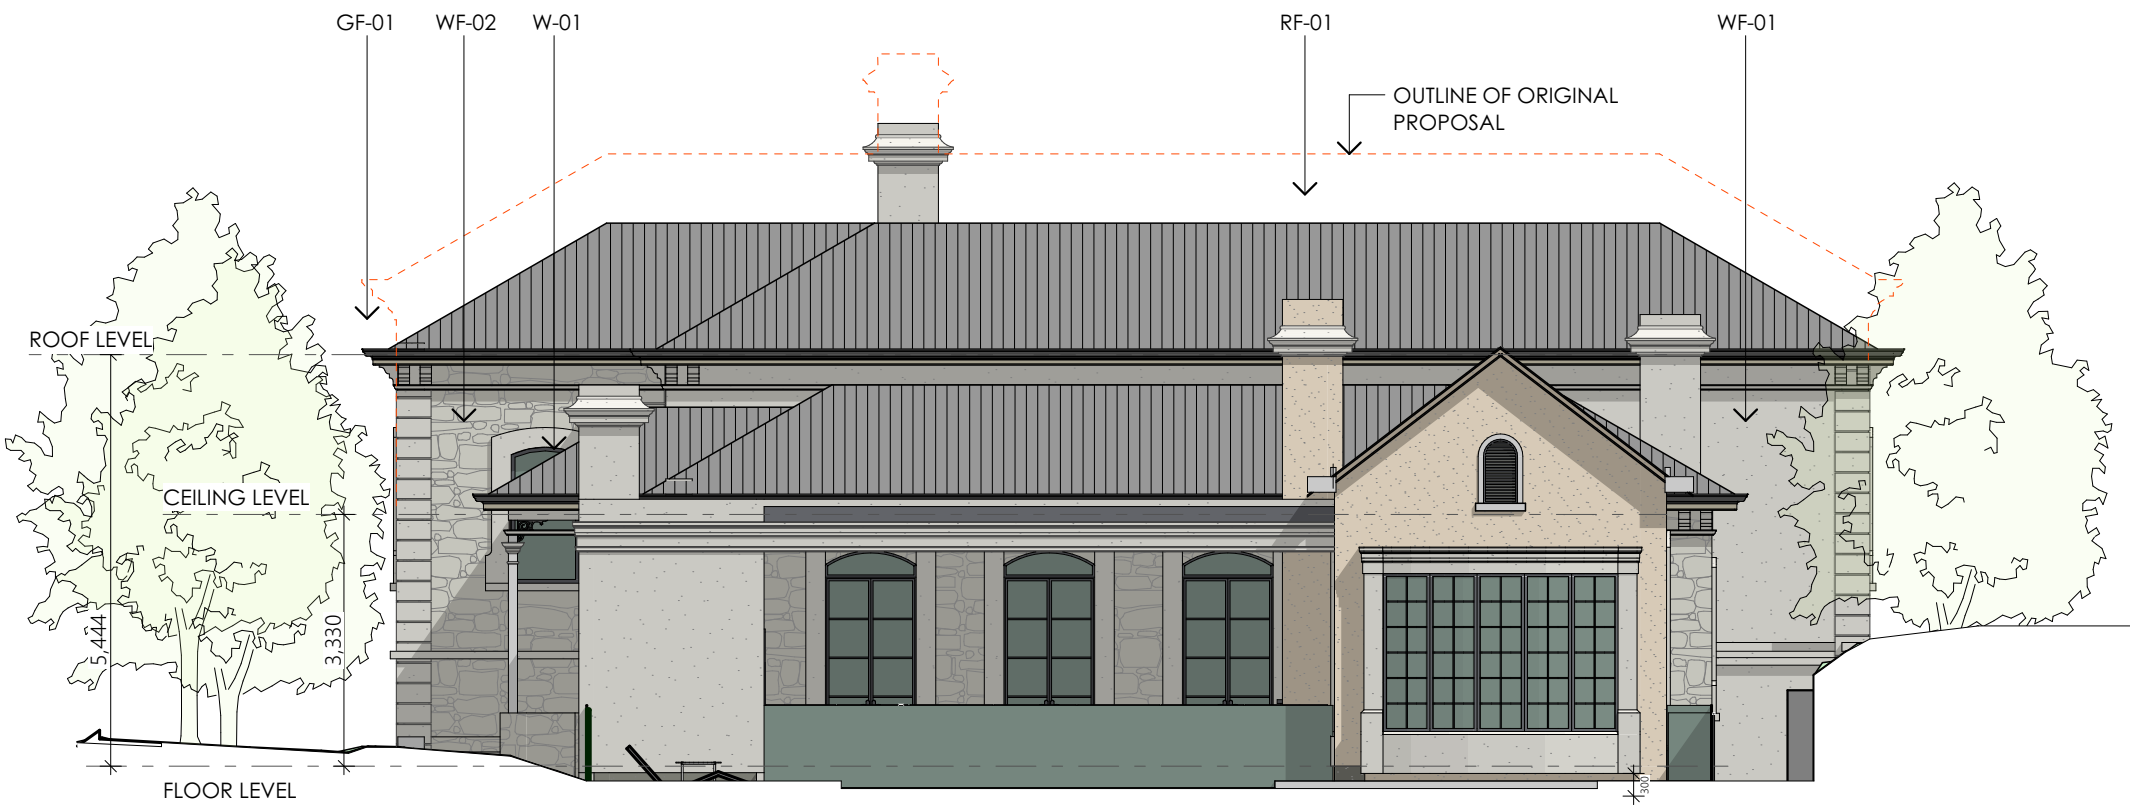 GF-01 WF-02 W-01 RF-01 WF-01
OUTLINE OF ORIGINAL
PROPOSAL
ROOF LEVEL
CEILING LEVEL
5,444
3,330
300
FLOOR LEVEL